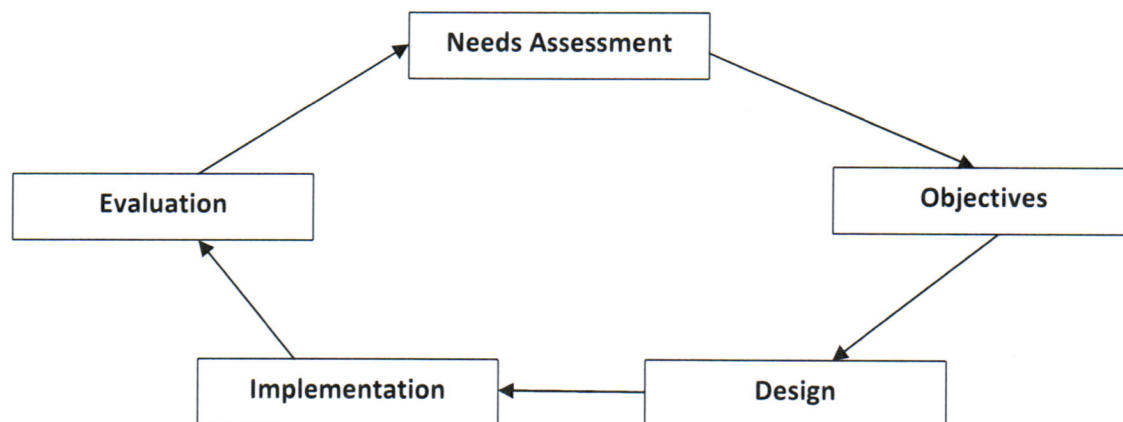 Needs Assessment
Objectives
Design
Implementation
Evaluation